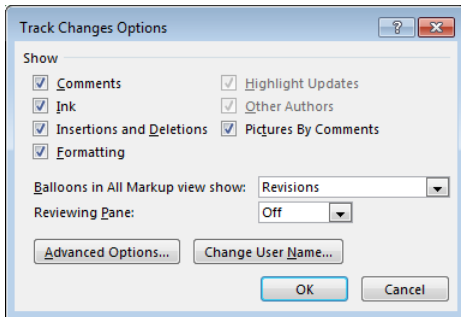 Track Changes Options
Show
Comments Highlight Updates
Ink Other Authors
Insertions and Deletions Pictures By Comments
Formatting
Balloons in All Markup view show: Revisions
Reviewing Pane: Off
Advanced Options... Change User Name...
OK Cancel